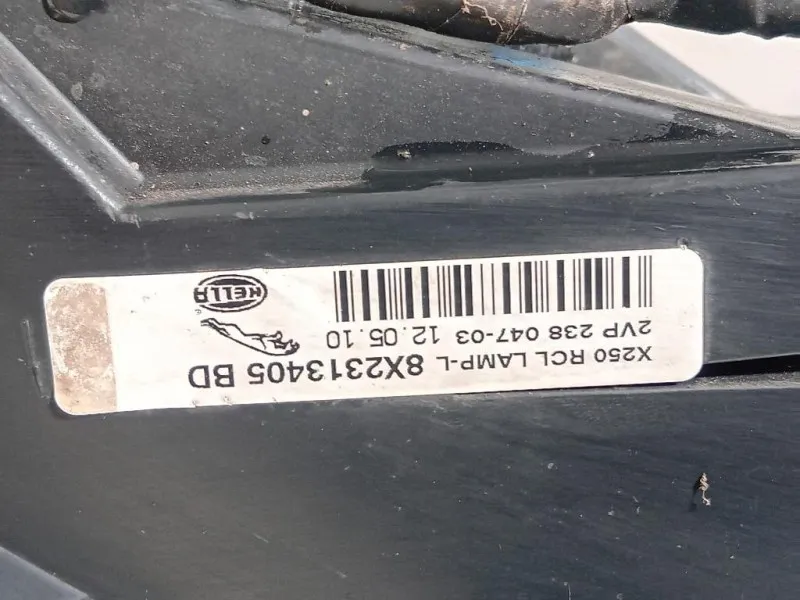 X250 RCL LAMP-L 8X2313405 BD
2VP 238 047-03 12.05.10
HELLA